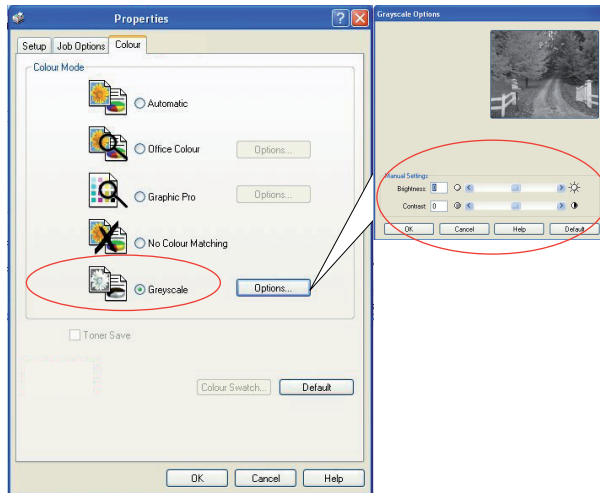 Properties
Setup Job Options Colour
Colour Mode
Automatic
Office Colour Options...
Graphic Pro Options...
No Colour Matching
Greyscale Options...
Toner Save
Colour Swatch... Default
OK Cancel Help
Grayscale Options
Manual Settings
Brightness: 0
Contrast: 0
OK Cancel Help Default